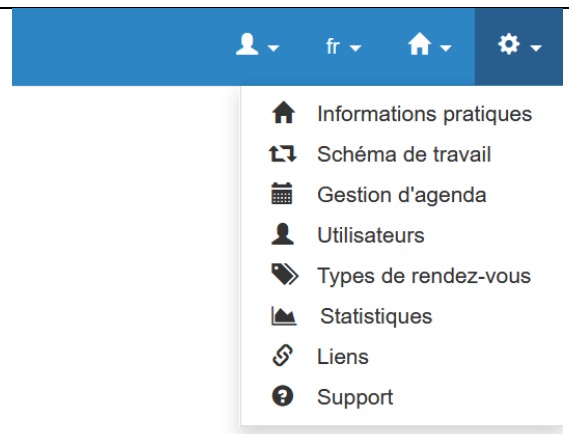 fr
Informations pratiques
Schéma de travail
Gestion d'agenda
Utilisateurs
Types de rendez-vous
Statistiques
Liens
Support